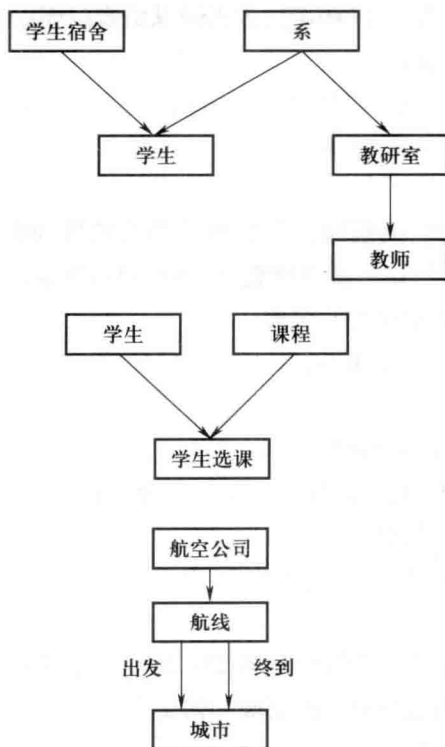 学生宿舍
系
学生
教研室
教师
学生
课程
学生选课
航空公司
航线
出发
终到
城市